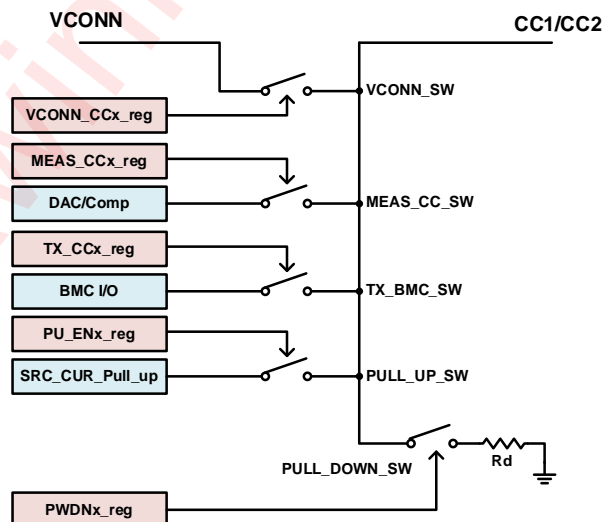 VCONN
CC1/CC2
VCONN_SW
VCONN_CCx_reg
MEAS_CCx_reg
DAC/Comp
MEAS_CC_SW
TX_CCx_reg
BMC I/O
TX_BMC_SW
PU_ENx_reg
SRC_CUR_Pull_up
PULL_UP_SW
PULL_DOWN_SW
Rd
PWDNx_reg